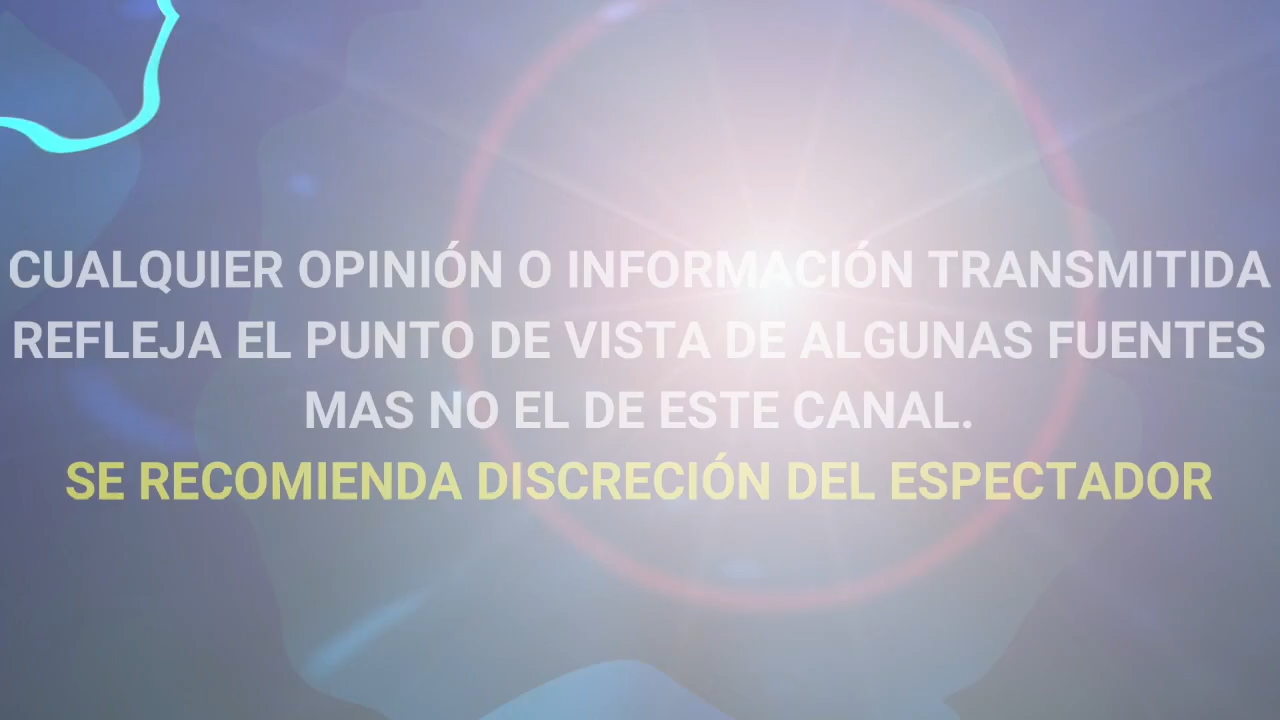 CUALQUIER OPINIÓN O INFORMACIÓN TRANSMITIDA
REFLEJA EL PUNTO DE VISTA DE ALGUNAS FUENTES
MAS NO EL DE ESTE CANAL.
SE RECOMIENDA DISCRECIÓN DEL ESPECTADOR